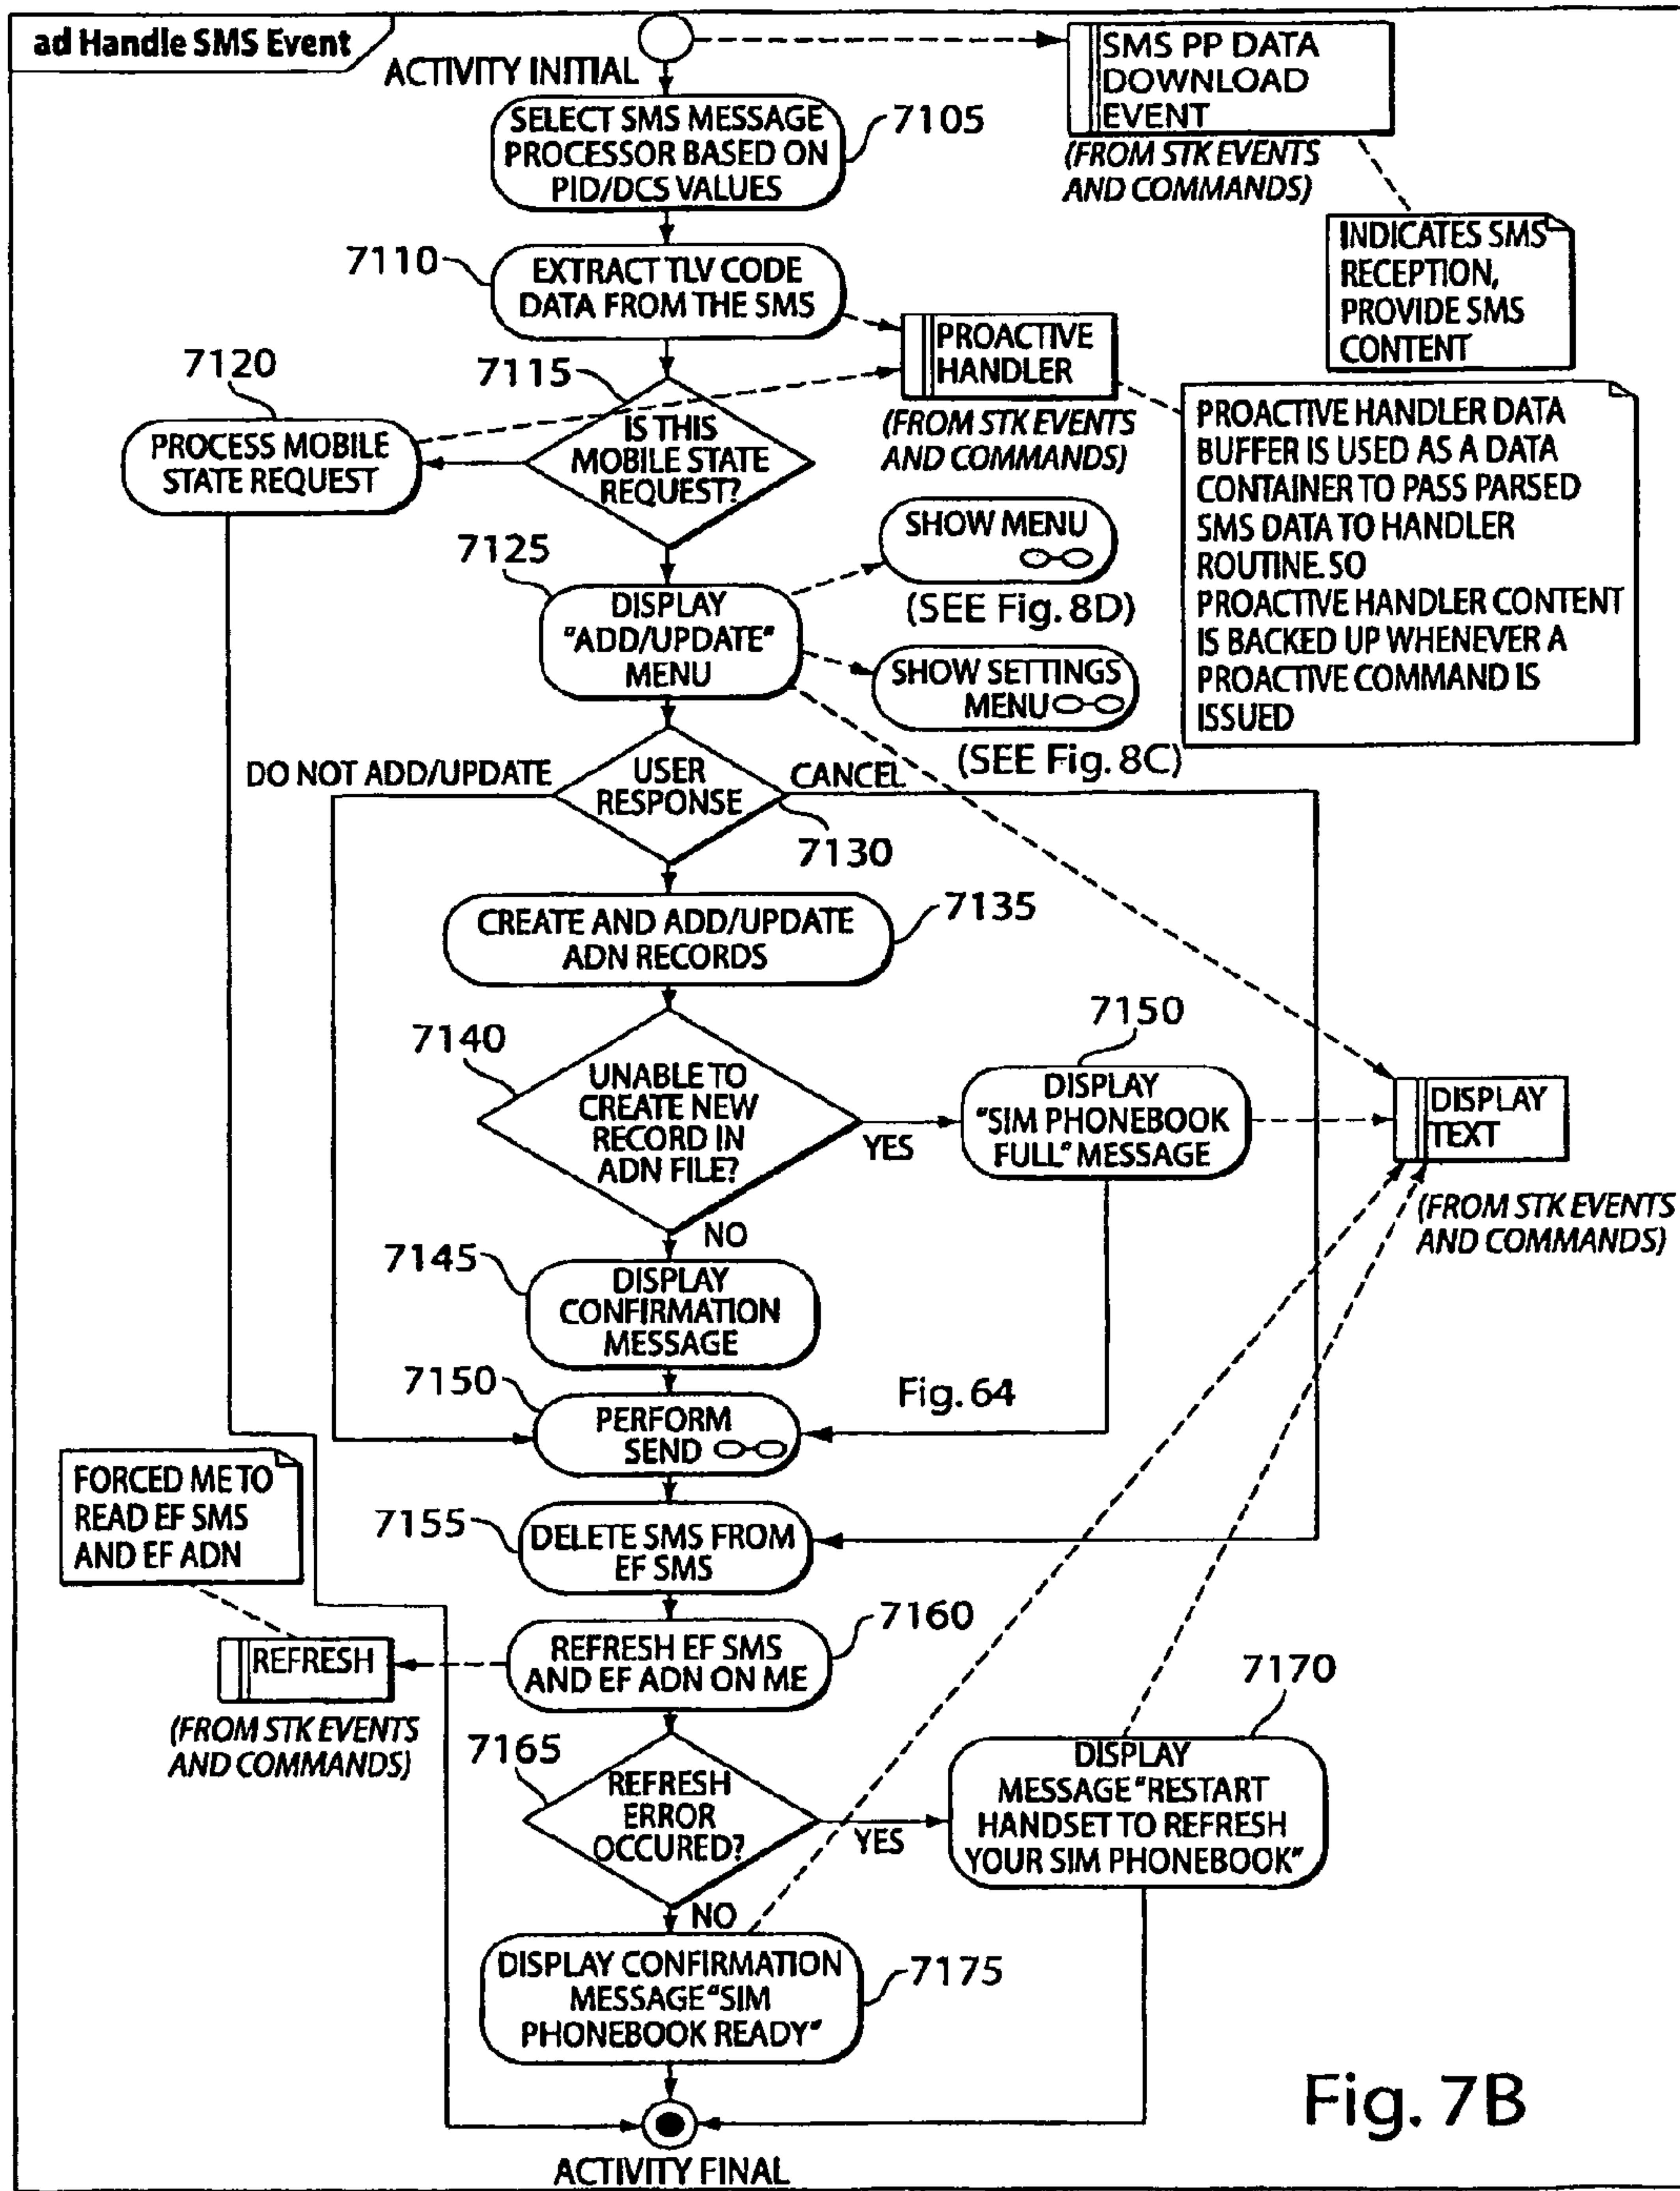 ad Handle SMS Event
ACTIVITY INITIAL
SMS PP DATA
DOWNLOAD
EVENT
(FROM STK EVENTS
AND COMMANDS)
SELECT SMS MESSAGE
PROCESSOR BASED ON
PID/DCS VALUES
7105
INDICATES SMS
RECEPTION,
PROVIDE SMS
CONTENT
7110
EXTRACT TLV CODE
DATA FROM THE SMS
PROACTIVE
HANDLER
(FROM STK EVENTS
AND COMMANDS)
7120
PROCESS MOBILE
STATE REQUEST
7115
IS THIS
MOBILE STATE
REQUEST?
PROACTIVE HANDLER DATA
BUFFER IS USED AS A DATA
CONTAINER TO PASS PARSED
SMS DATA TO HANDLER
ROUTINE. SO
PROACTIVE HANDLER CONTENT
IS BACKED UP WHENEVER A
PROACTIVE COMMAND IS
ISSUED
7125
DISPLAY
"ADD/UPDATE"
MENU
SHOW MENU
(SEE Fig. 8D)
SHOW SETTINGS
MENU
(SEE Fig. 8C)
DO NOT ADD/UPDATE
USER
RESPONSE
CANCEL
7130
CREATE AND ADD/UPDATE
ADN RECORDS
7135
7140
UNABLE TO
CREATE NEW
RECORD IN
ADN FILE?
YES
7150
DISPLAY
"SIM PHONEBOOK
FULL" MESSAGE
DISPLAY
TEXT
(FROM STK EVENTS
AND COMMANDS)
NO
7145
DISPLAY
CONFIRMATION
MESSAGE
7150
PERFORM
SEND
Fig. 64
FORCED ME TO
READ EF SMS
AND EF ADN
7155
DELETE SMS FROM
EF SMS
REFRESH
(FROM STK EVENTS
AND COMMANDS)
REFRESH EF SMS
AND EF ADN ON ME
7160
7165
REFRESH
ERROR
OCCURED?
YES
7170
DISPLAY
MESSAGE "RESTART
HANDSET TO REFRESH
YOUR SIM PHONEBOOK"
NO
DISPLAY CONFIRMATION
MESSAGE "SIM
PHONEBOOK READY"
7175
ACTIVITY FINAL
Fig. 7B